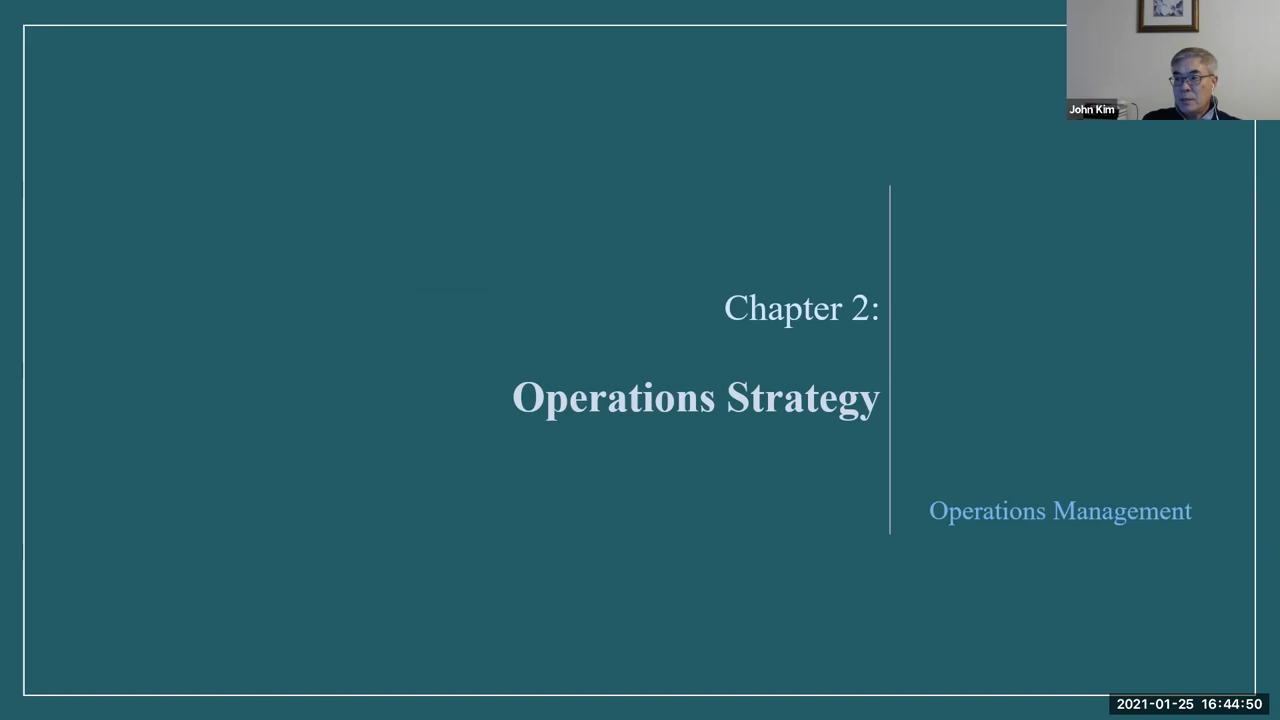 John Kim
Chapter 2:
Operations Strategy
Operations Management
2021-01-25 16:44:50